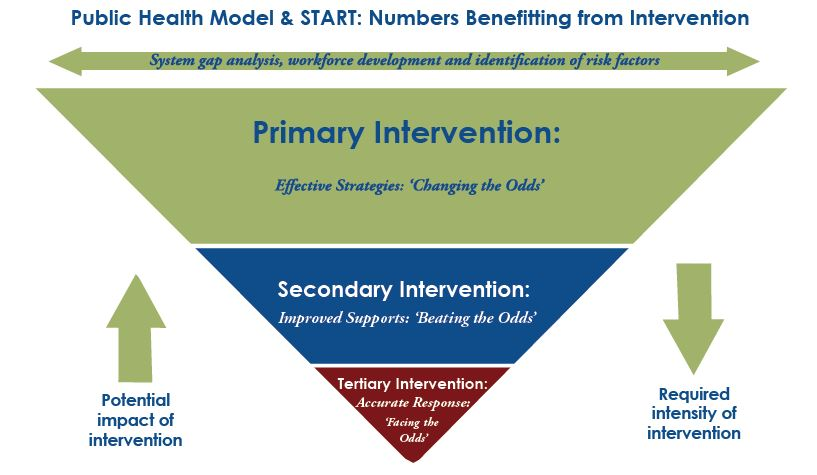 Public Health Model & START: Numbers Benefitting from Intervention
System gap analysis, workforce development and identification of risk factors
Primary Intervention:
Effective Strategies: ‘Changing the Odds’
Secondary Intervention:
Improved Supports: ‘Beating the Odds’
Tertiary Intervention:
Accurate Response:
‘Facing the
Odds’
Potential
impact of
intervention
Required
intensity of
intervention